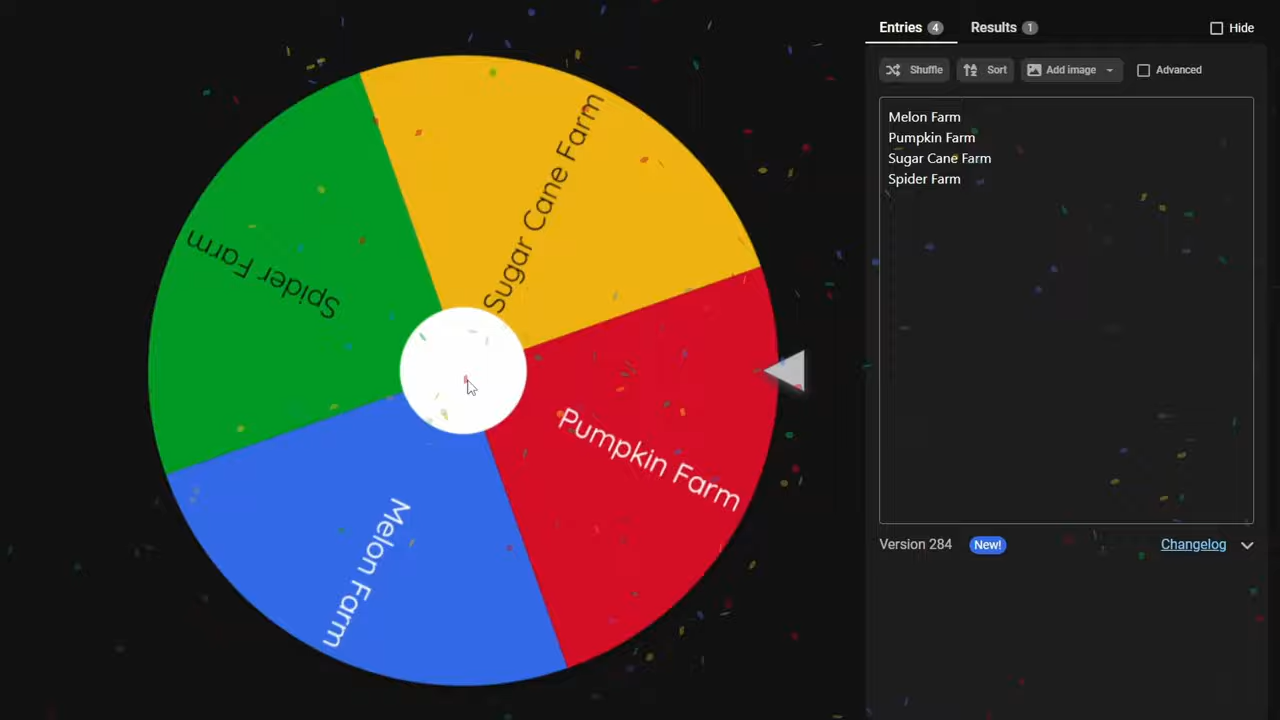 Entries 4
Results 1
Hide
Shuffle
Sort
Add image
Advanced
Melon Farm
Pumpkin Farm
Sugar Cane Farm
Spider Farm
Version 284
New!
Changelog
Sugar Cane Farm
Spider Farm
Pumpkin Farm
Melon Farm